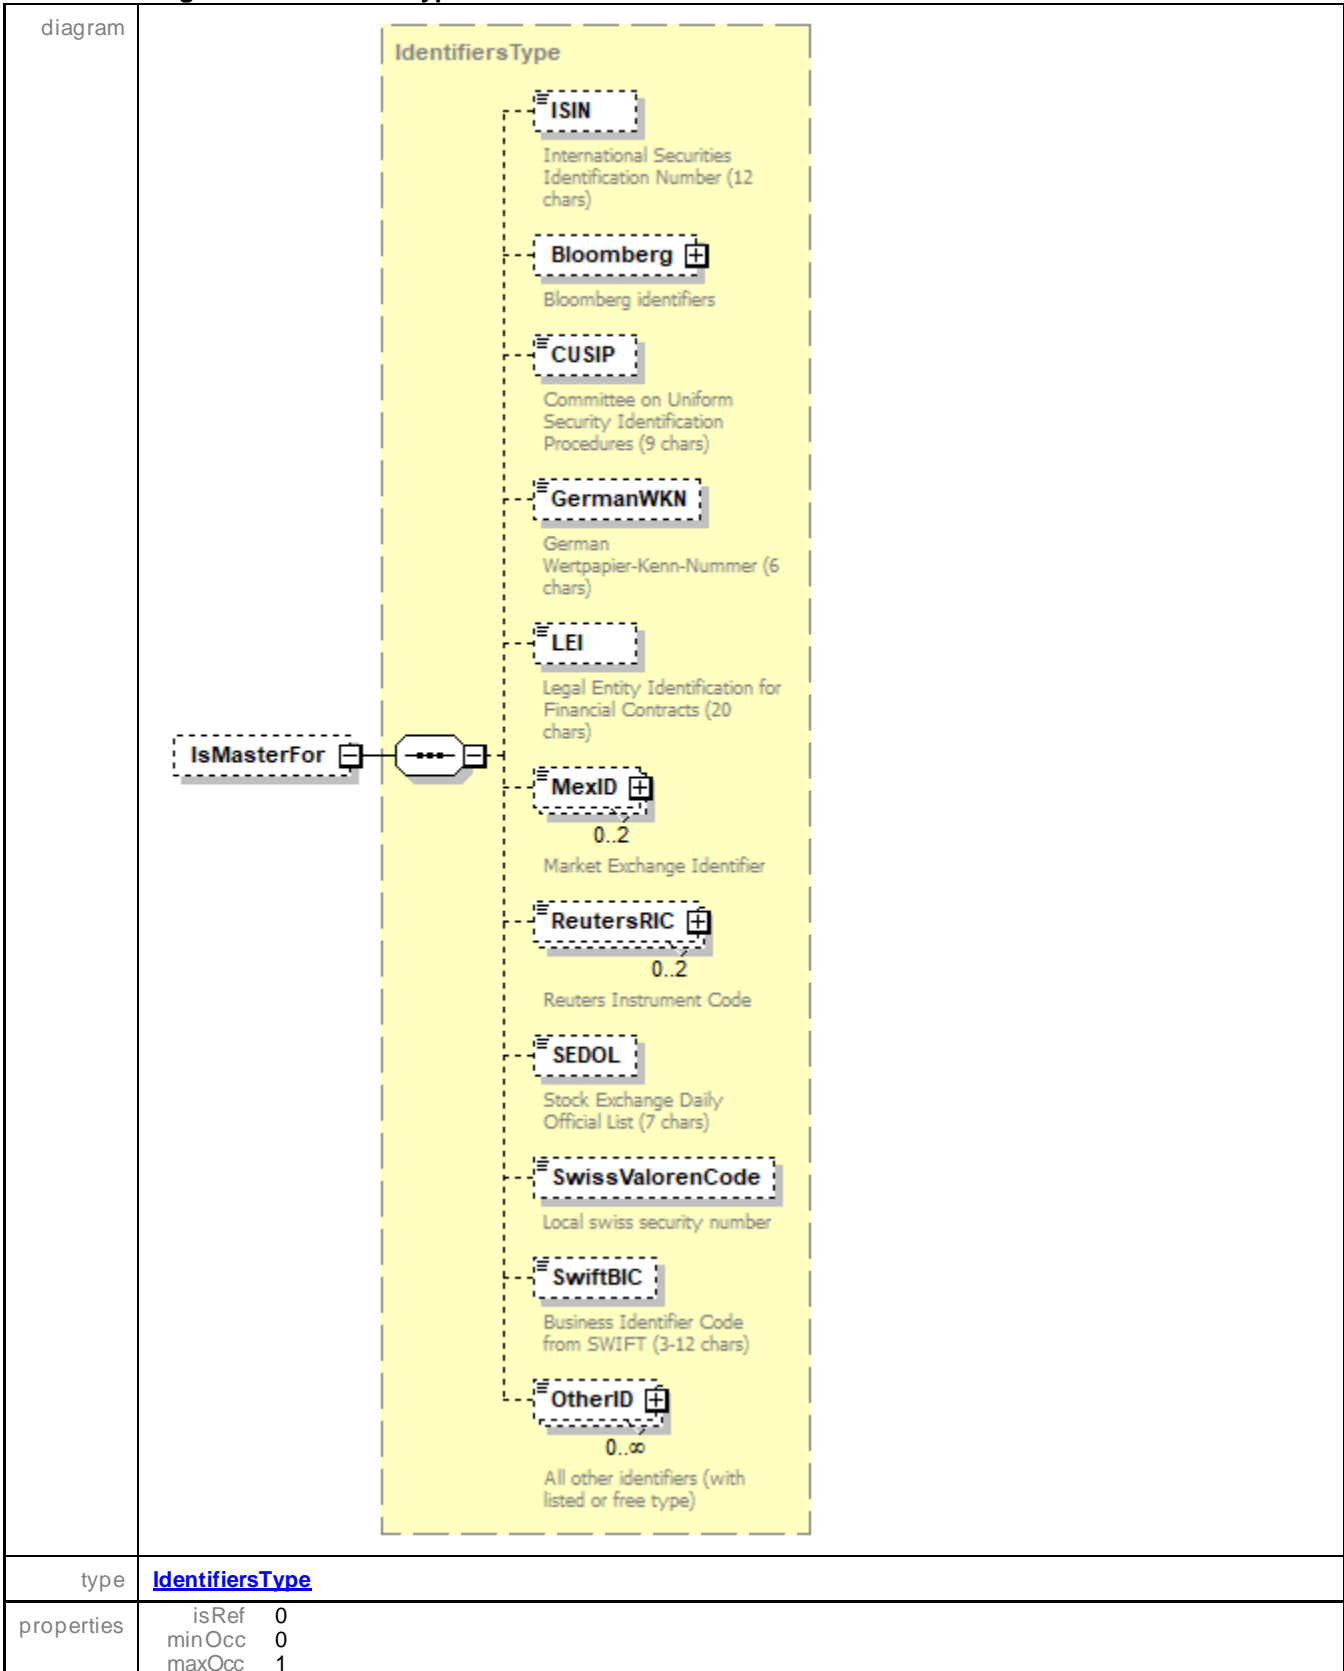 diagram
IdentifiersType
ISIN
International Securities
Identification Number (12
chars)
Bloomberg
Bloomberg identifiers
CUSIP
Committee on Uniform
Security Identification
Procedures (9 chars)
GermanWKN
German
Wertpapier-Kenn-Nummer (6
chars)
LEI
Legal Entity Identification for
Financial Contracts (20
chars)
IsMasterFor
MexID
0..2
Market Exchange Identifier
ReutersRIC
0..2
Reuters Instrument Code
SEDOL
Stock Exchange Daily
Official List (7 chars)
SwissValorenCode
Local swiss security number
SwiftBIC
Business Identifier Code
from SWIFT (3-12 chars)
OtherID
0..∞
All other identifiers (with
listed or free type)
type IdentifiersType
properties isRef 0
minOcc 0
maxOcc 1